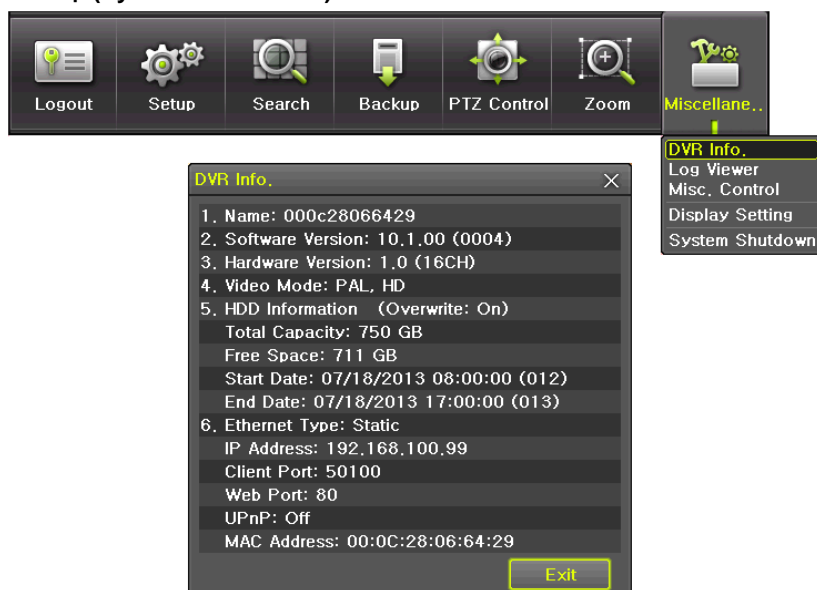 Logout Setup Search Backup PTZ Control Zoom Miscellane..
DVR Info.
Log Viewer
Misc. Control
Display Setting
System Shutdown
DVR Info.
1. Name: 000c28066429
2. Software Version: 10.1.00 (0004)
3. Hardware Version: 1.0 (16CH)
4. Video Mode: PAL, HD
5. HDD Information (Overwrite: On)
Total Capacity: 750 GB
Free Space: 711 GB
Start Date: 07/18/2013 08:00:00 (012)
End Date: 07/18/2013 17:00:00 (013)
6. Ethernet Type: Static
IP Address: 192.168.100.99
Client Port: 50100
Web Port: 80
UPnP: Off
MAC Address: 00:0C:28:06:64:29
Exit